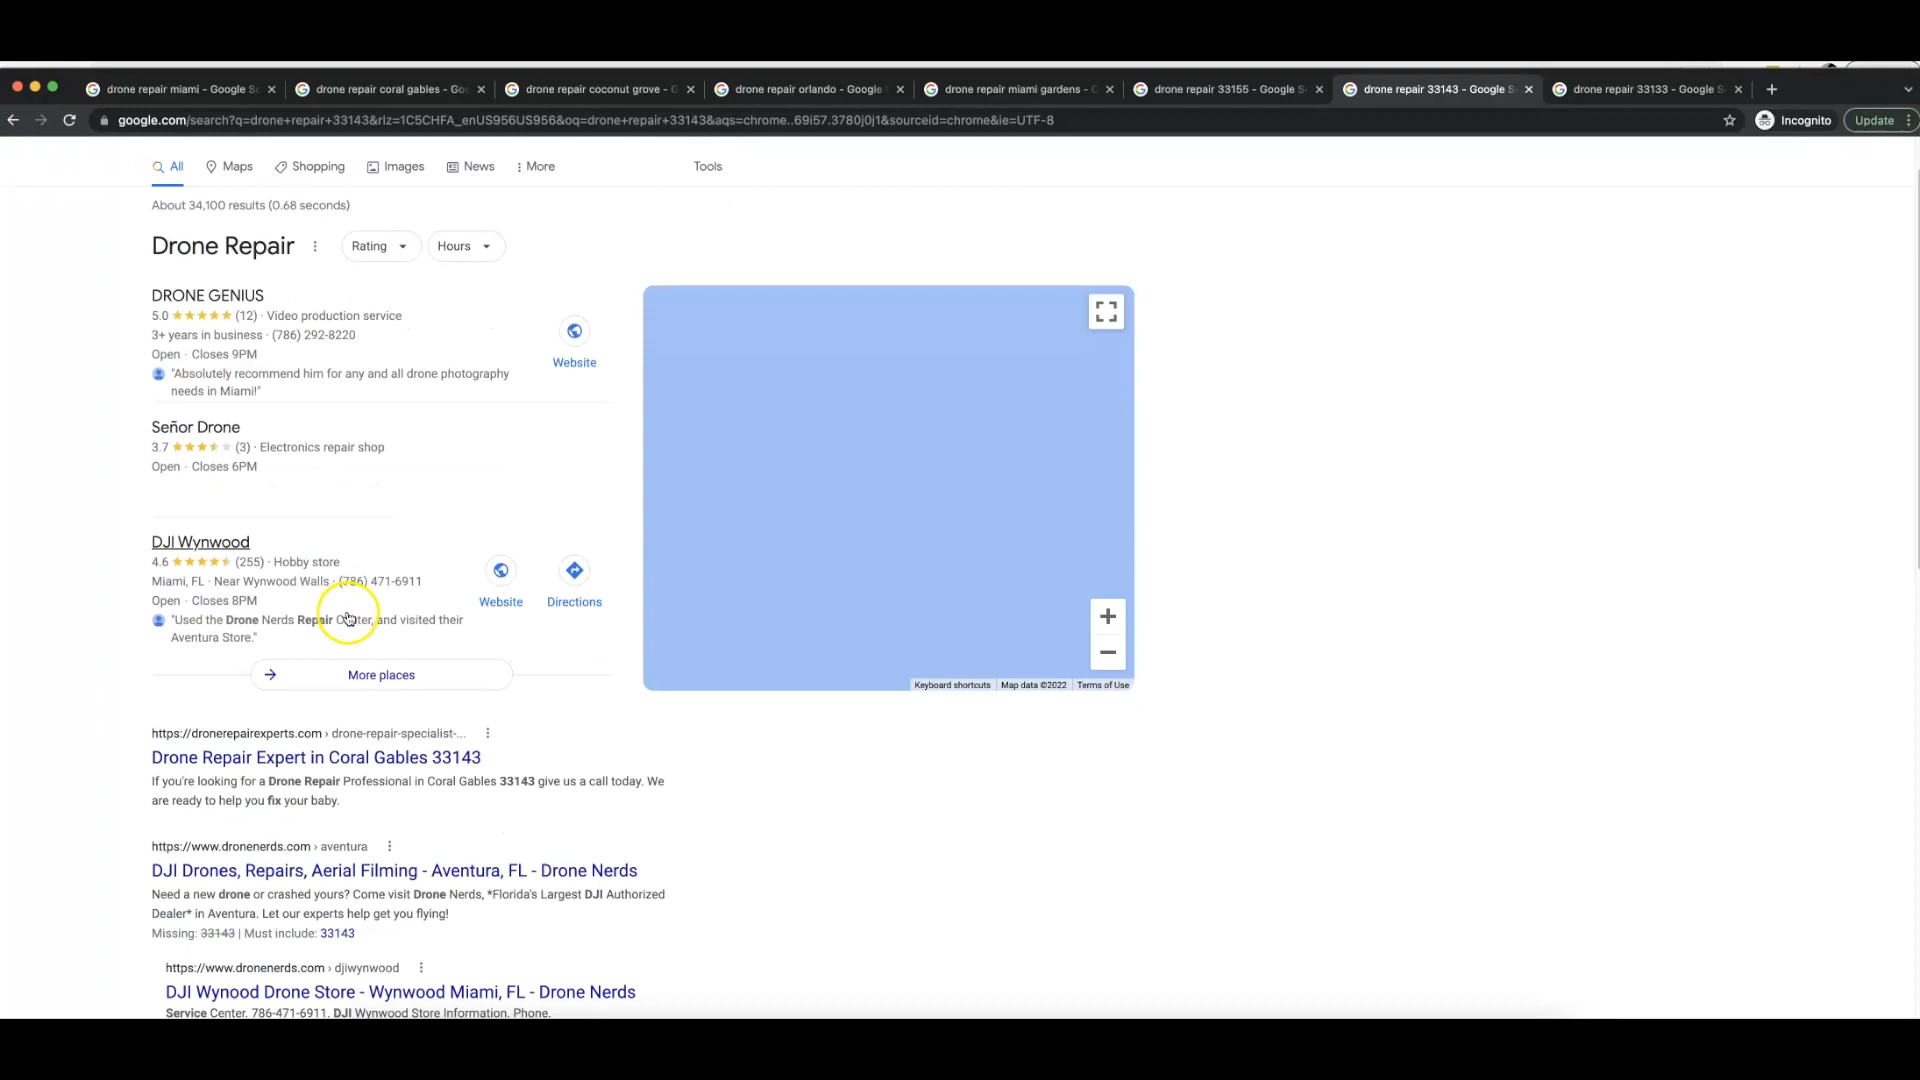 drone repair miami - Google Se
drone repair coral gables - Goo
drone repair coconut grove - G
drone repair orlando - Google
drone repair miami gardens - G
drone repair 33155 - Google S
drone repair 33143 - Google S
drone repair 33133 - Google S
google.com/search?q=drone+repair+33143&rlz=1C5CHFA_enUS956US956&oq=drone+repair+33143&aqs=chrome..69i57.3780j0j1&sourceid=chrome&ie=UTF-8
Incognito
Update
All
Maps
Shopping
Images
News
More
Tools
About 34,100 results (0.68 seconds)
Drone Repair
Rating
Hours
DRONE GENIUS
5.0 (12) · Video production service
3+ years in business · (786) 292-8220
Open · Closes 9PM
"Absolutely recommend him for any and all drone photography
needs in Miami!"
Website
Señor Drone
3.7 (3) · Electronics repair shop
Open · Closes 6PM
DJI Wynwood
4.6 (255) · Hobby store
Miami, FL · Near Wynwood Walls · (786) 471-6911
Open · Closes 8PM
"Used the Drone Nerds Repair Center, and visited their
Aventura Store."
Website
Directions
More places
Keyboard shortcuts
Map data ©2022
Terms of Use
https://dronerepairexperts.com › drone-repair-specialist-...
Drone Repair Expert in Coral Gables 33143
If you're looking for a Drone Repair Professional in Coral Gables 33143 give us a call today. We
are ready to help you fix your baby.
https://www.dronenerds.com › aventura
DJI Drones, Repairs, Aerial Filming - Aventura, FL - Drone Nerds
Need a new drone or crashed yours? Come visit Drone Nerds, *Florida's Largest DJI Authorized
Dealer* in Aventura. Let our experts help get you flying!
Missing: 33143 | Must include: 33143
https://www.dronenerds.com › djiwynwood
DJI Wynood Drone Store - Wynwood Miami, FL - Drone Nerds
Service Center. 786-471-6911. DJI Wynwood Store Information. Phone.